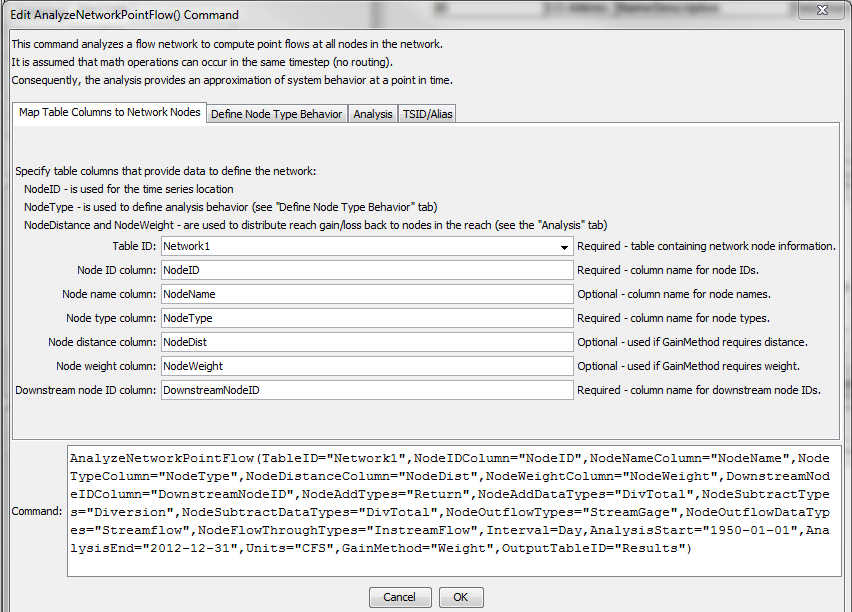 Edit AnalyzeNetworkPointFlow() Command
This command analyzes a flow network to compute point flows at all nodes in the network.
It is assumed that math operations can occur in the same timestep (no routing).
Consequently, the analysis provides an approximation of system behavior at a point in time.
Map Table Columns to Network Nodes Define Node Type Behavior Analysis TSID/Alias
Specify table columns that provide data to define the network:
NodeID - is used for the time series location
NodeType - is used to define analysis behavior (see "Define Node Type Behavior" tab)
NodeDistance and NodeWeight - are used to distribute reach gain/loss back to nodes in the reach (see the "Analysis" tab)
Table ID: Network1 Required - table containing network node information.
Node ID column: NodeID Required - column name for node IDs.
Node name column: NodeName Optional - column name for node names.
Node type column: NodeType Required - column name for node types.
Node distance column: NodeDist Optional - used if GainMethod requires distance.
Node weight column: NodeWeight Optional - used if GainMethod requires weight.
Downstream node ID column: DownstreamNodeID Required - column name for downstream node IDs.
AnalyzeNetworkPointFlow(TableID="Network1",NodeIDColumn="NodeID",NodeNameColumn="NodeName",Node
TypeColumn="NodeType",NodeDistanceColumn="NodeDist",NodeWeightColumn="NodeWeight",DownstreamNod
eIDColumn="DownstreamNodeID",NodeAddTypes="Return",NodeAddDataTypes="DivTotal",NodeSubtractType
Command: s="Diversion",NodeSubtractDataTypes="DivTotal",NodeOutflowTypes="StreamGage",NodeOutflowDataTyp
es="Streamflow",NodeFlowThroughTypes="InstreamFlow",Interval=Day,AnalysisStart="1950-01-01",Ana
lysisEnd="2012-12-31",Units="CFS",GainMethod="Weight",OutputTableID="Results")
Cancel OK